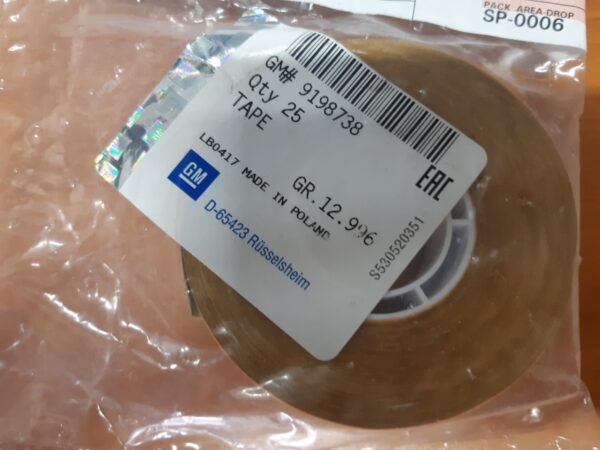 PACK AREA-DROP
SP-0006
GM# 9198738
Qty 25
TAPE
GR.12.996
LB0417 MADE IN POLAND
GM
D-65423 Rüsselsheim
EAC
S530520351